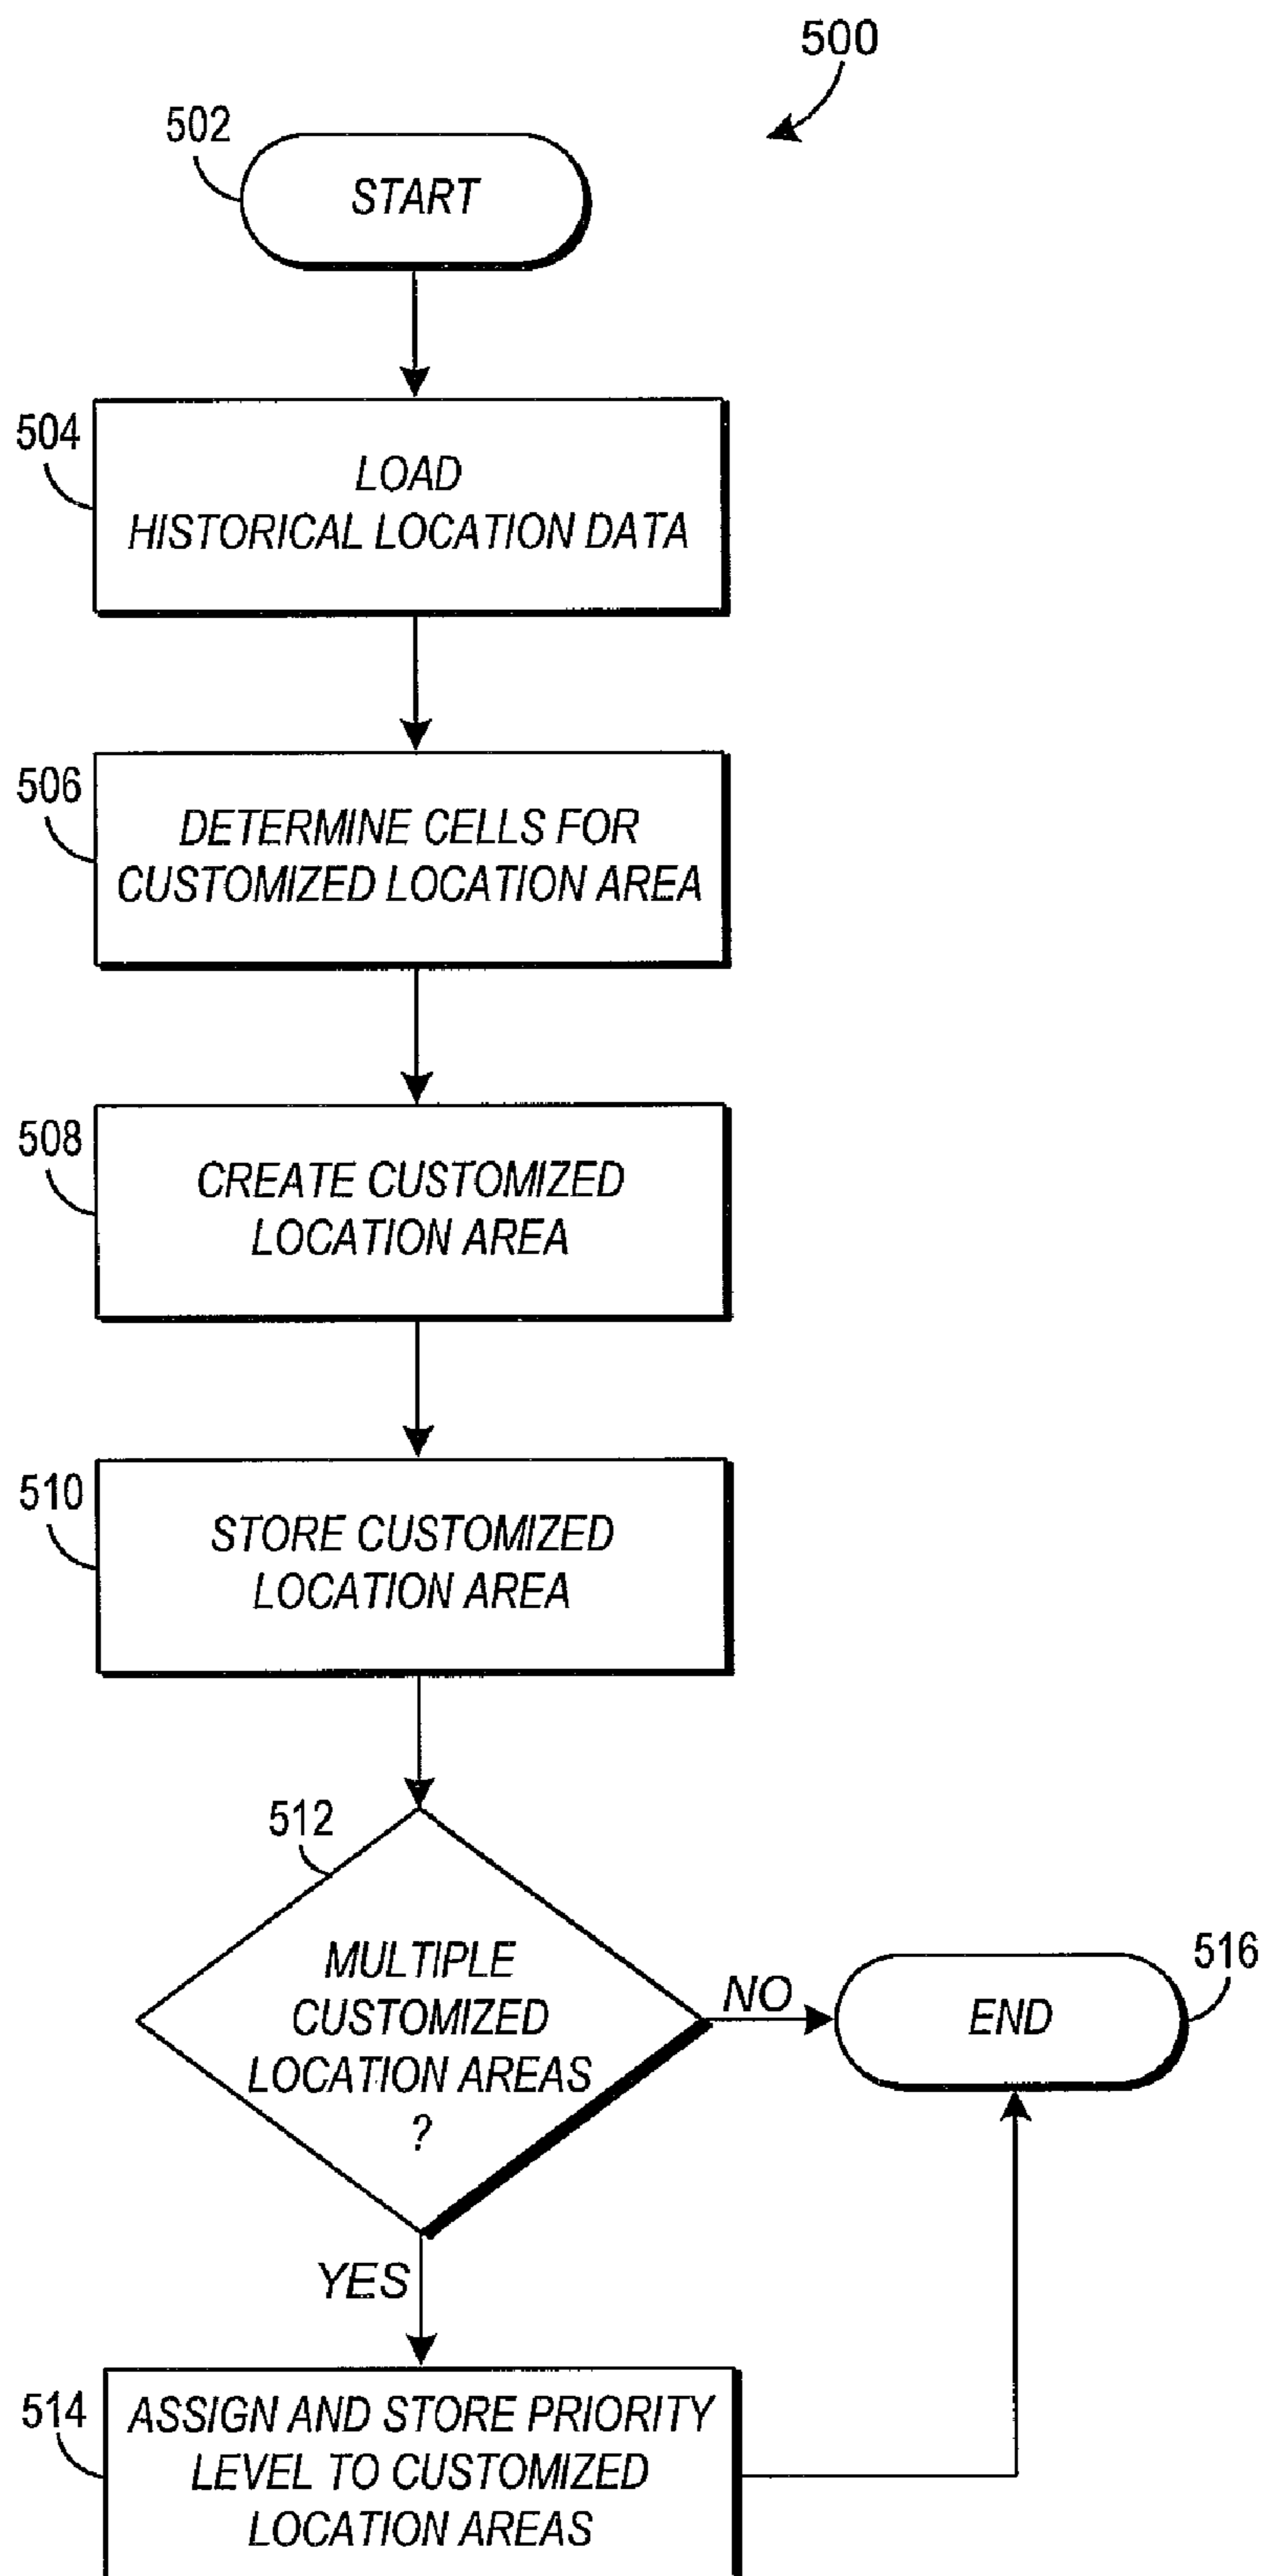 500
502
START
504
LOAD
HISTORICAL LOCATION DATA
506
DETERMINE CELLS FOR
CUSTOMIZED LOCATION AREA
508
CREATE CUSTOMIZED
LOCATION AREA
510
STORE CUSTOMIZED
LOCATION AREA
512
MULTIPLE
CUSTOMIZED
LOCATION AREAS
?
NO
END
516
YES
514
ASSIGN AND STORE PRIORITY
LEVEL TO CUSTOMIZED
LOCATION AREAS